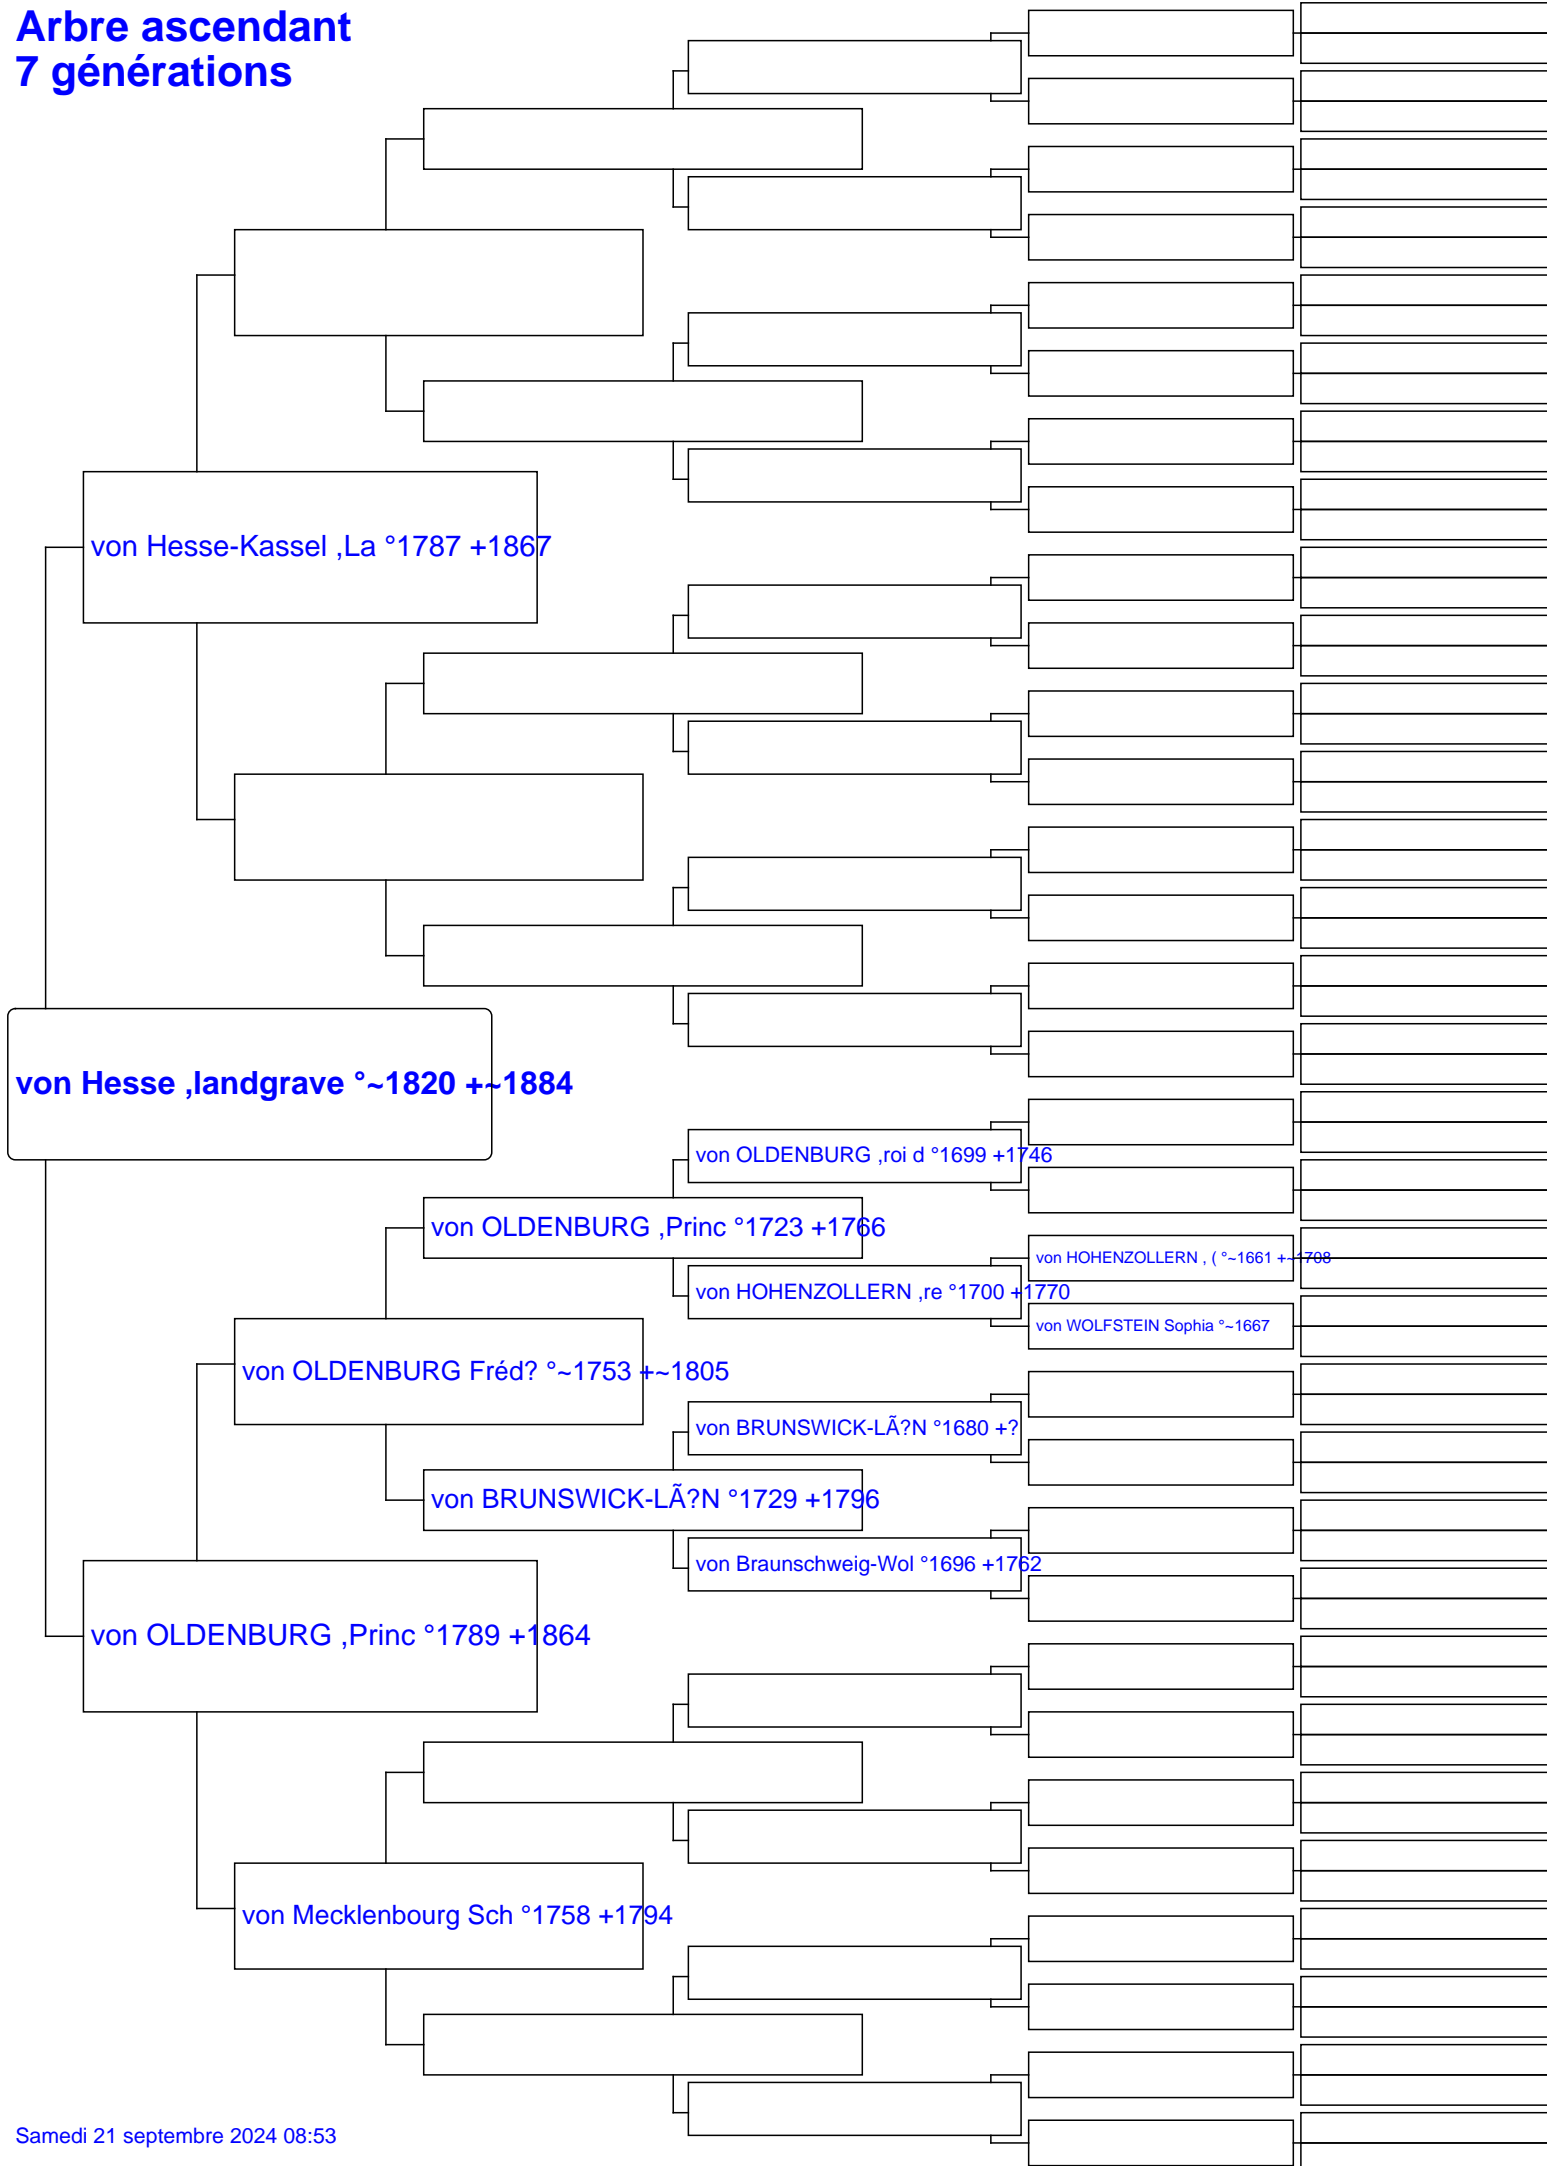 Arbre ascendant
7 générations
von Hesse-Kassel ,La °1787 +1867
von Hesse ,landgrave °~1820 +~1884
von OLDENBURG ,roi d °1699 +1746
von OLDENBURG ,Princ °1723 +1766
von HOHENZOLLERN , ( °~1661 +~1708
von HOHENZOLLERN ,re °1700 +1770
von WOLFSTEIN Sophia °~1667
von OLDENBURG Fréd? °~1753 +~1805
von BRUNSWICK-LÃ?N °1680 +?
von BRUNSWICK-LÃ?N °1729 +1796
von Braunschweig-Wol °1696 +1762
von OLDENBURG ,Princ °1789 +1864
von Mecklenbourg Sch °1758 +1794
Samedi 21 septembre 2024 08:53